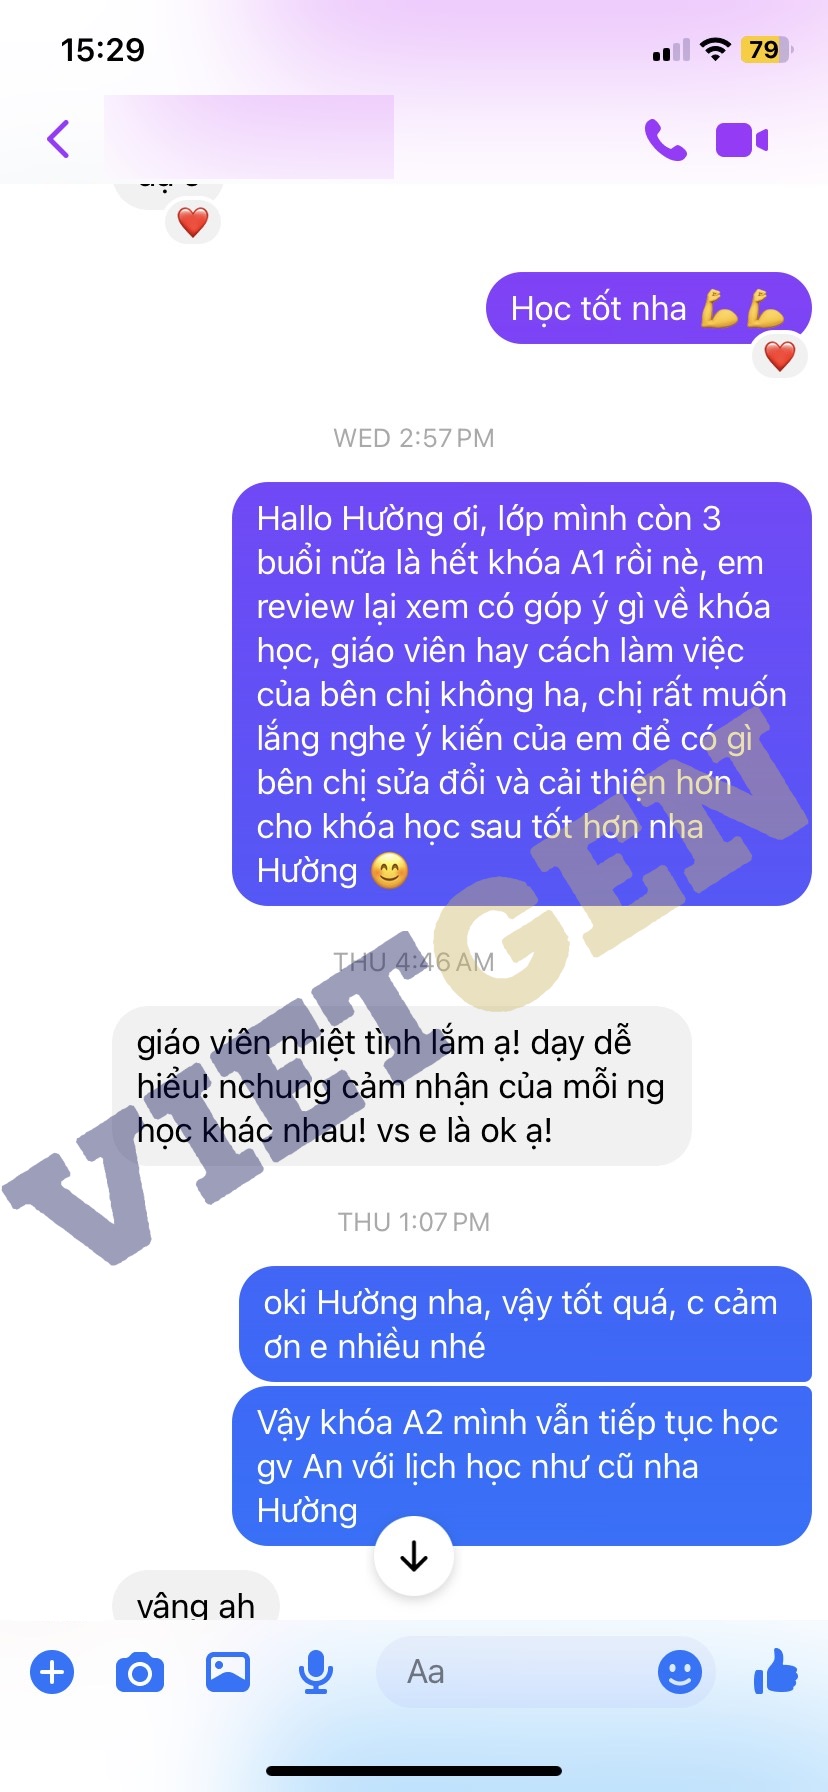 15:29
79
Học tốt nha 💪💪
WED 2:57 PM
Hallo Hường ơi, lớp mình còn 3
buổi nữa là hết khóa A1 rồi nè, em
review lại xem có góp ý gì về khóa
học, giáo viên hay cách làm việc
của bên chị không ha, chị rất muốn
lắng nghe ý kiến của em để có gì
bên chị sửa đổi và cải thiện hơn
cho khóa học sau tốt hơn nha
Hường 😊
THU 4:46 AM
giáo viên nhiệt tình lắm ạ! dạy dễ
hiểu! nchung cảm nhận của mỗi ng
học khác nhau! vs e là ok ạ!
VIETGEN
THU 1:07 PM
oki Hường nha, vậy tốt quá, c cảm
ơn e nhiều nhé
Vậy khóa A2 mình vẫn tiếp tục học
gv An với lịch học như cũ nha
Hường
vâng ah
Aa